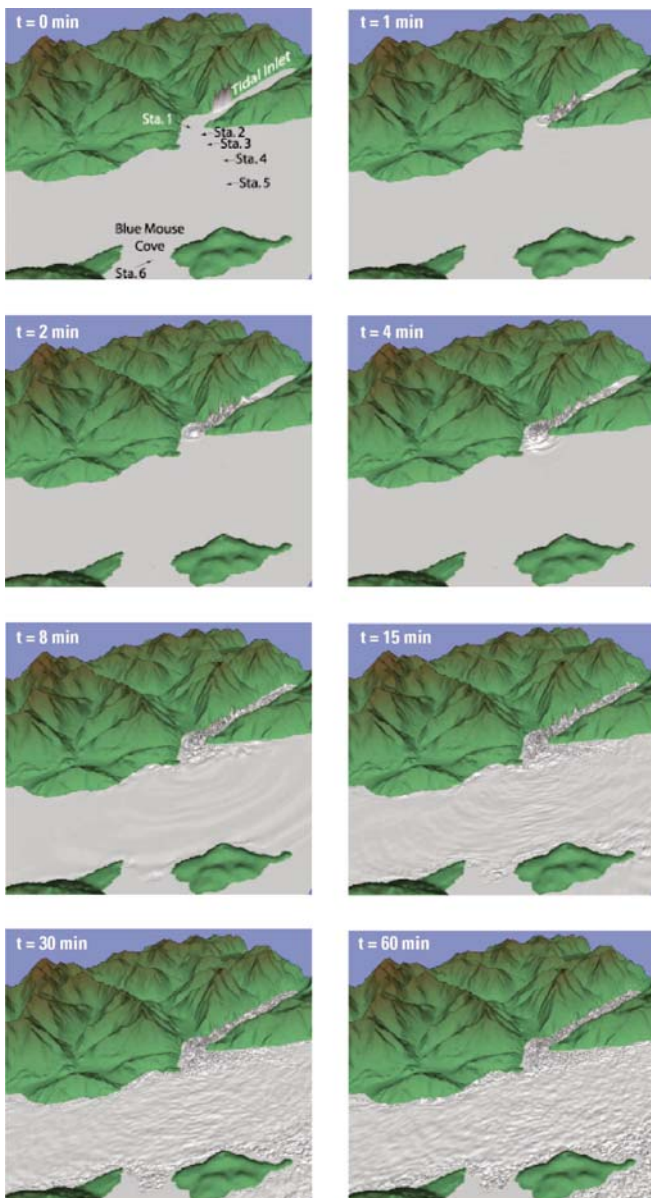 t = 0 min
Tidal Inlet
Sta. 1
Sta. 2
Sta. 3
Sta. 4
Sta. 5
Blue Mouse
Cove
Sta. 6
t = 1 min
t = 2 min
t = 4 min
t = 8 min
t = 15 min
t = 30 min
t = 60 min